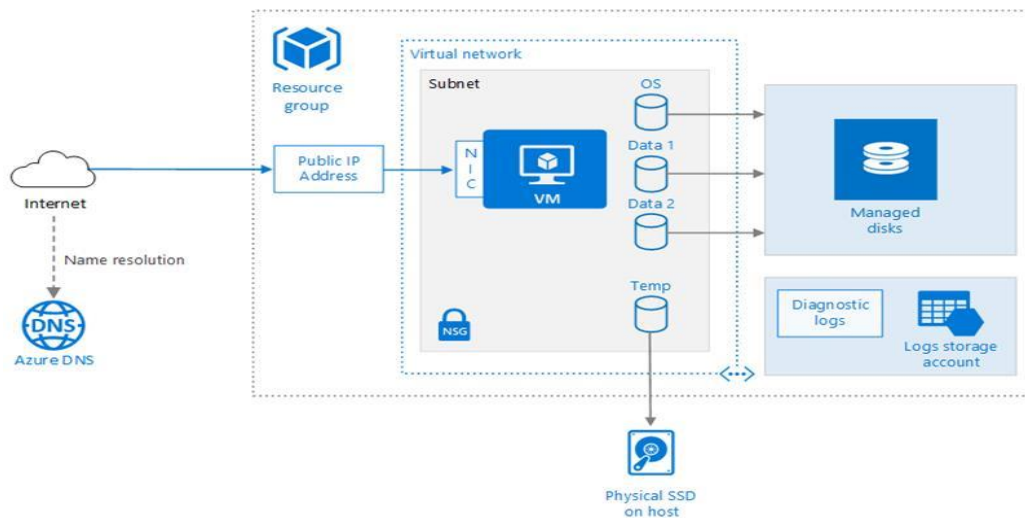 Resource
group
Virtual network
Subnet
OS
Data 1
Data 2
Temp
Public IP
Address
N
I
C
VM
NSG
Internet
Name resolution
DNS
Azure DNS
Managed
disks
Diagnostic
logs
Logs storage
account
Physical SSD
on host